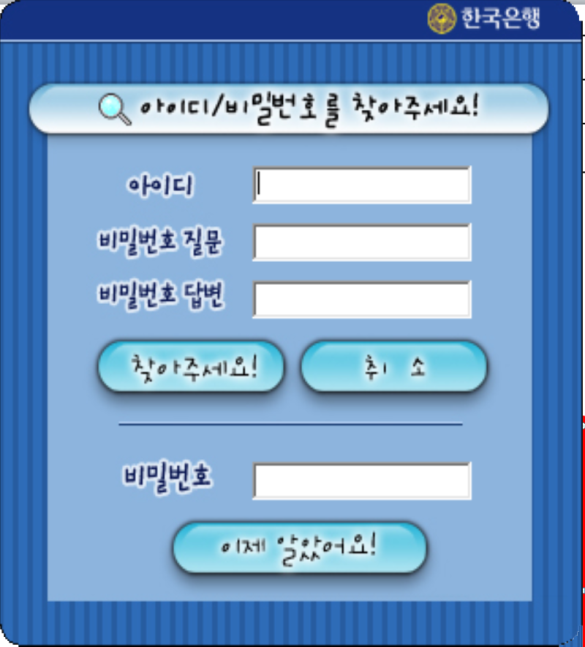 한국은행
아이디/비밀번호를 찾아주세요!
아이디
비밀번호 질문
비밀번호 답변
찾아주세요! 취 소
비밀번호
이제 알았어요!